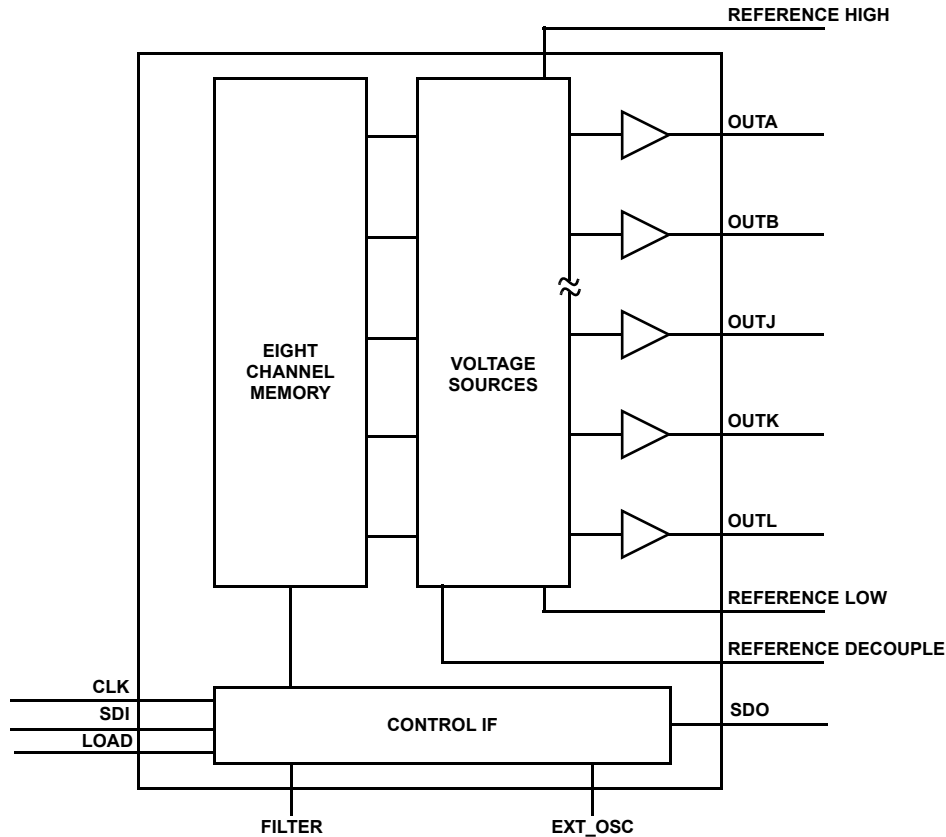 REFERENCE HIGH
OUTA
OUTB
OUTJ
EIGHT
CHANNEL
MEMORY
VOLTAGE
SOURCES
OUTK
OUTL
REFERENCE LOW
REFERENCE DECOUPLE
CLK
SDI
LOAD
CONTROL IF
SDO
FILTER
EXT_OSC